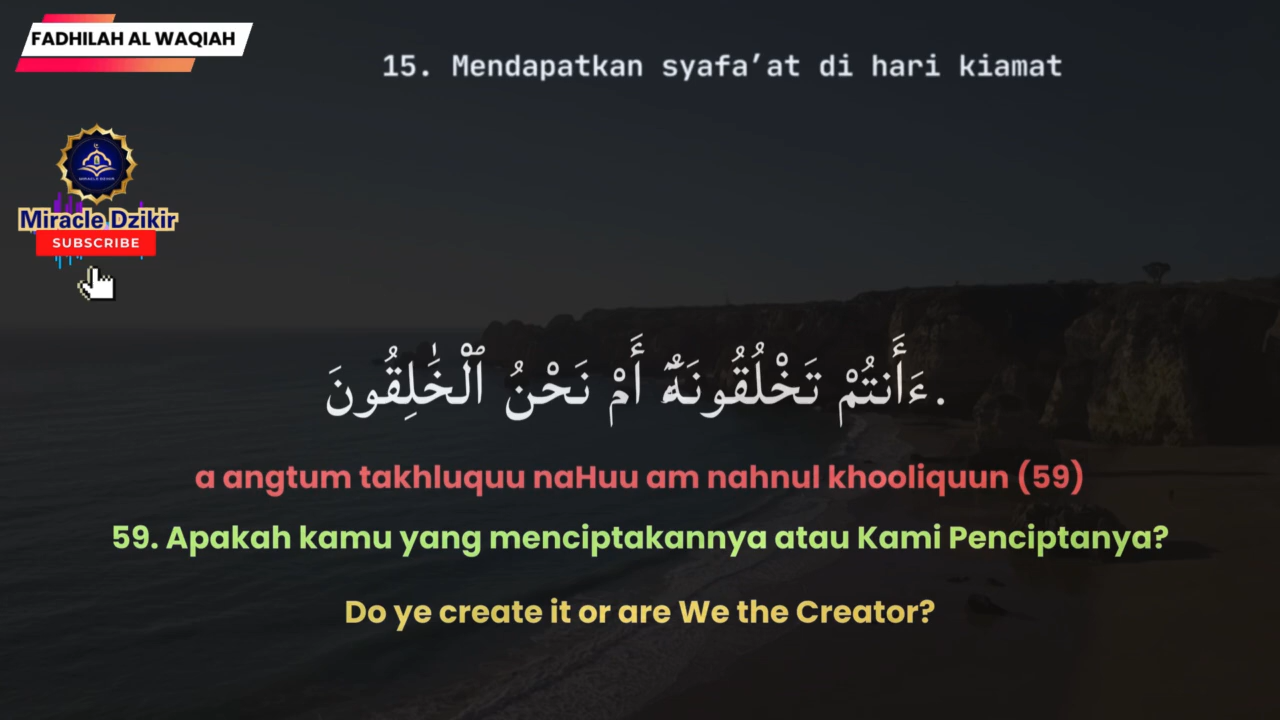 FADHILAH AL WAQIAH
15. Mendapatkan syafa’at di hari kiamat
Miracle Dzikir
SUBSCRIBE
ءَأَنتُمْ تَخْلُقُونَهُۥٓ أَمْ نَحْنُ ٱلْخَٰلِقُونَ.
a angtum takhluquu naHuu am nahnul khooliquun (59)
59. Apakah kamu yang menciptakannya atau Kami Penciptanya?
Do ye create it or are We the Creator?